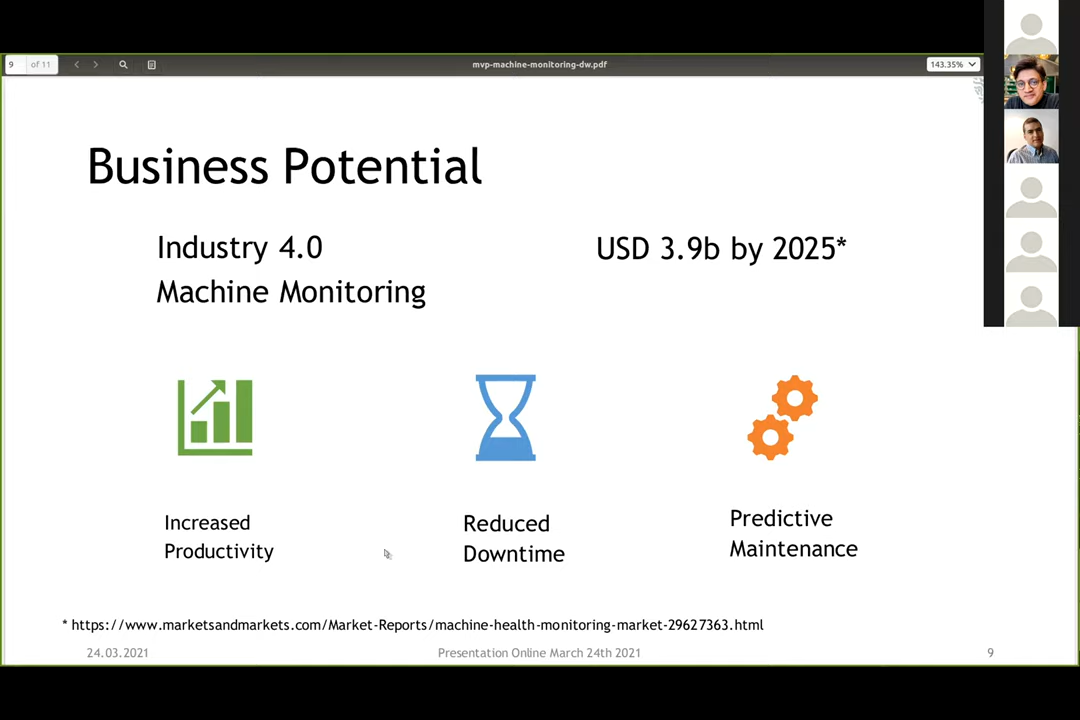 9 of 11
mvp-machine-monitoring-dw.pdf
143.35%
Business Potential
Industry 4.0
Machine Monitoring
USD 3.9b by 2025*
Increased
Productivity
Reduced
Downtime
Predictive
Maintenance
* https://www.marketsandmarkets.com/Market-Reports/machine-health-monitoring-market-29627363.html
24.03.2021
Presentation Online March 24th 2021
9